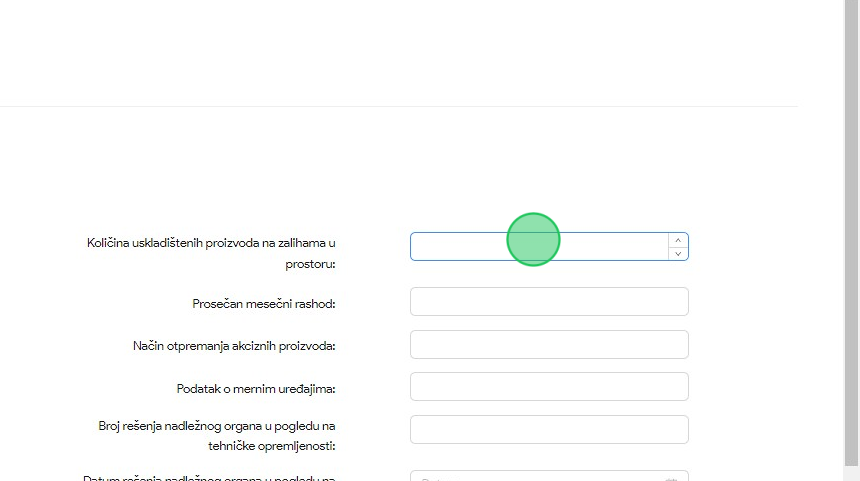 Količina uskladištenih proizvoda na zalihama u
prostoru:
Prosečan mesečni rashod:
Način otpremanja akciznih proizvoda:
Podatak o mernim uređajima:
Broj rešenja nadležnog organa u pogledu na
tehničke opremljenosti:
Datum rešenja nadležnog organa u pogledu na